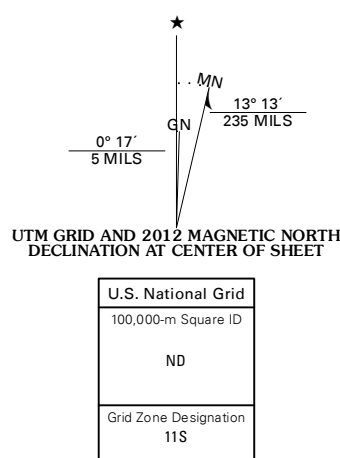 ★
MN
GN
13° 13´
235 MILS
0° 17´
5 MILS
UTM GRID AND 2012 MAGNETIC NORTH
DECLINATION AT CENTER OF SHEET
U.S. National Grid
100,000-m Square ID
ND
Grid Zone Designation
11S